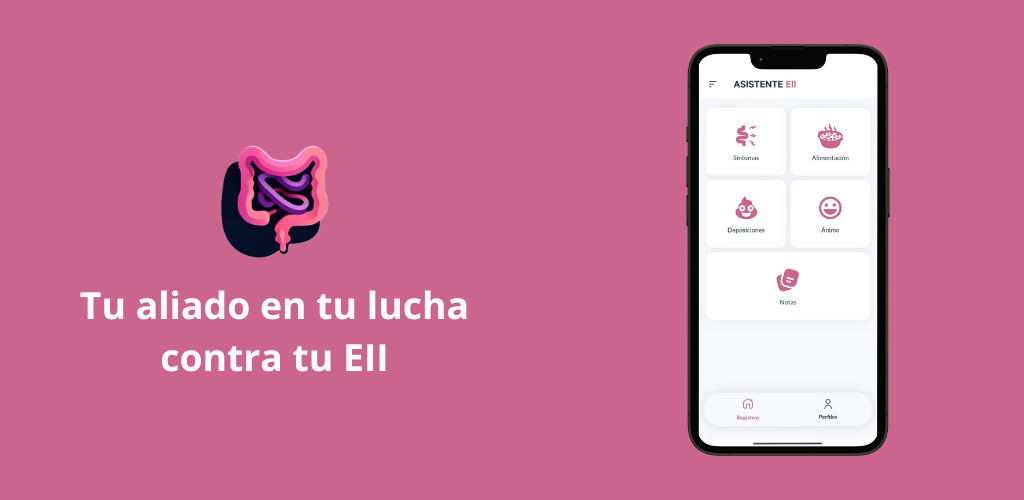 Tu aliado en tu lucha
contra tu EII
ASISTENTE EII
Síntomas
Alimentación
Deposiciones
Ánimo
Notas
Registros
Perfiles